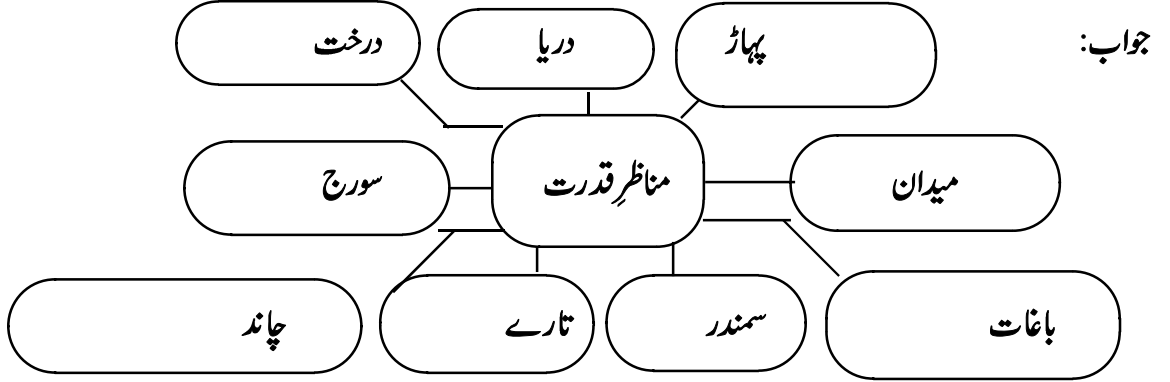 جواب:
پہاڑ
دریا
درخت
میدان
مناظرِ قدرت
سورج
باغات
سمندر
تارے
چاند